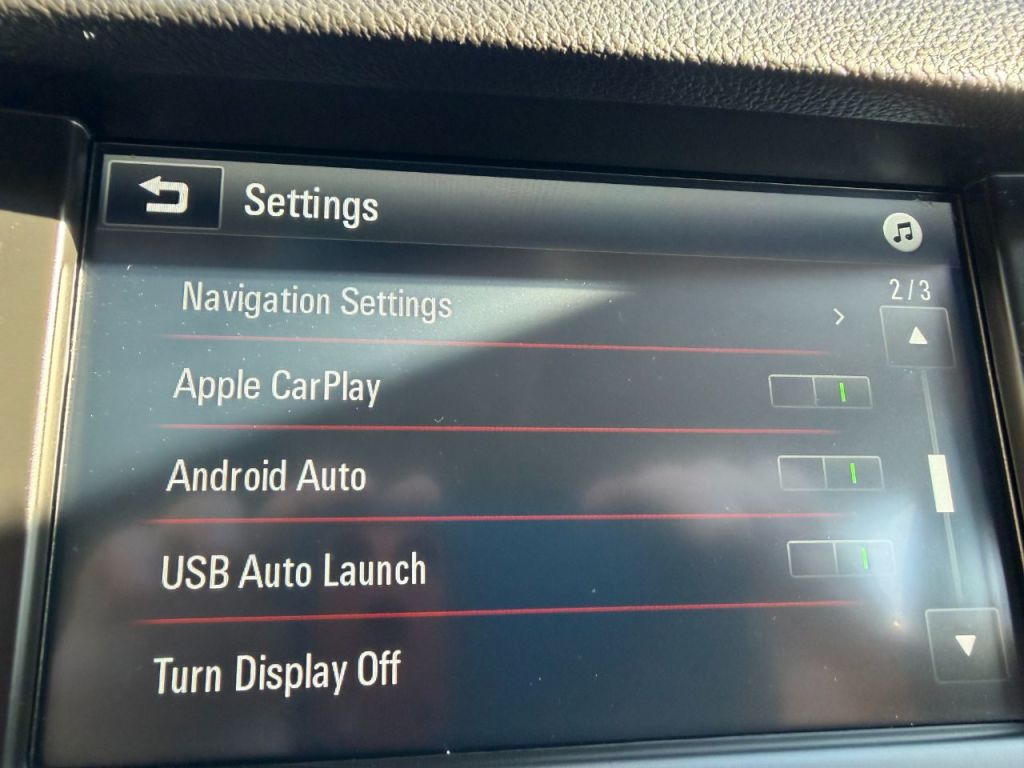 Settings
2/3
Navigation Settings
Apple CarPlay
Android Auto
USB Auto Launch
Turn Display Off